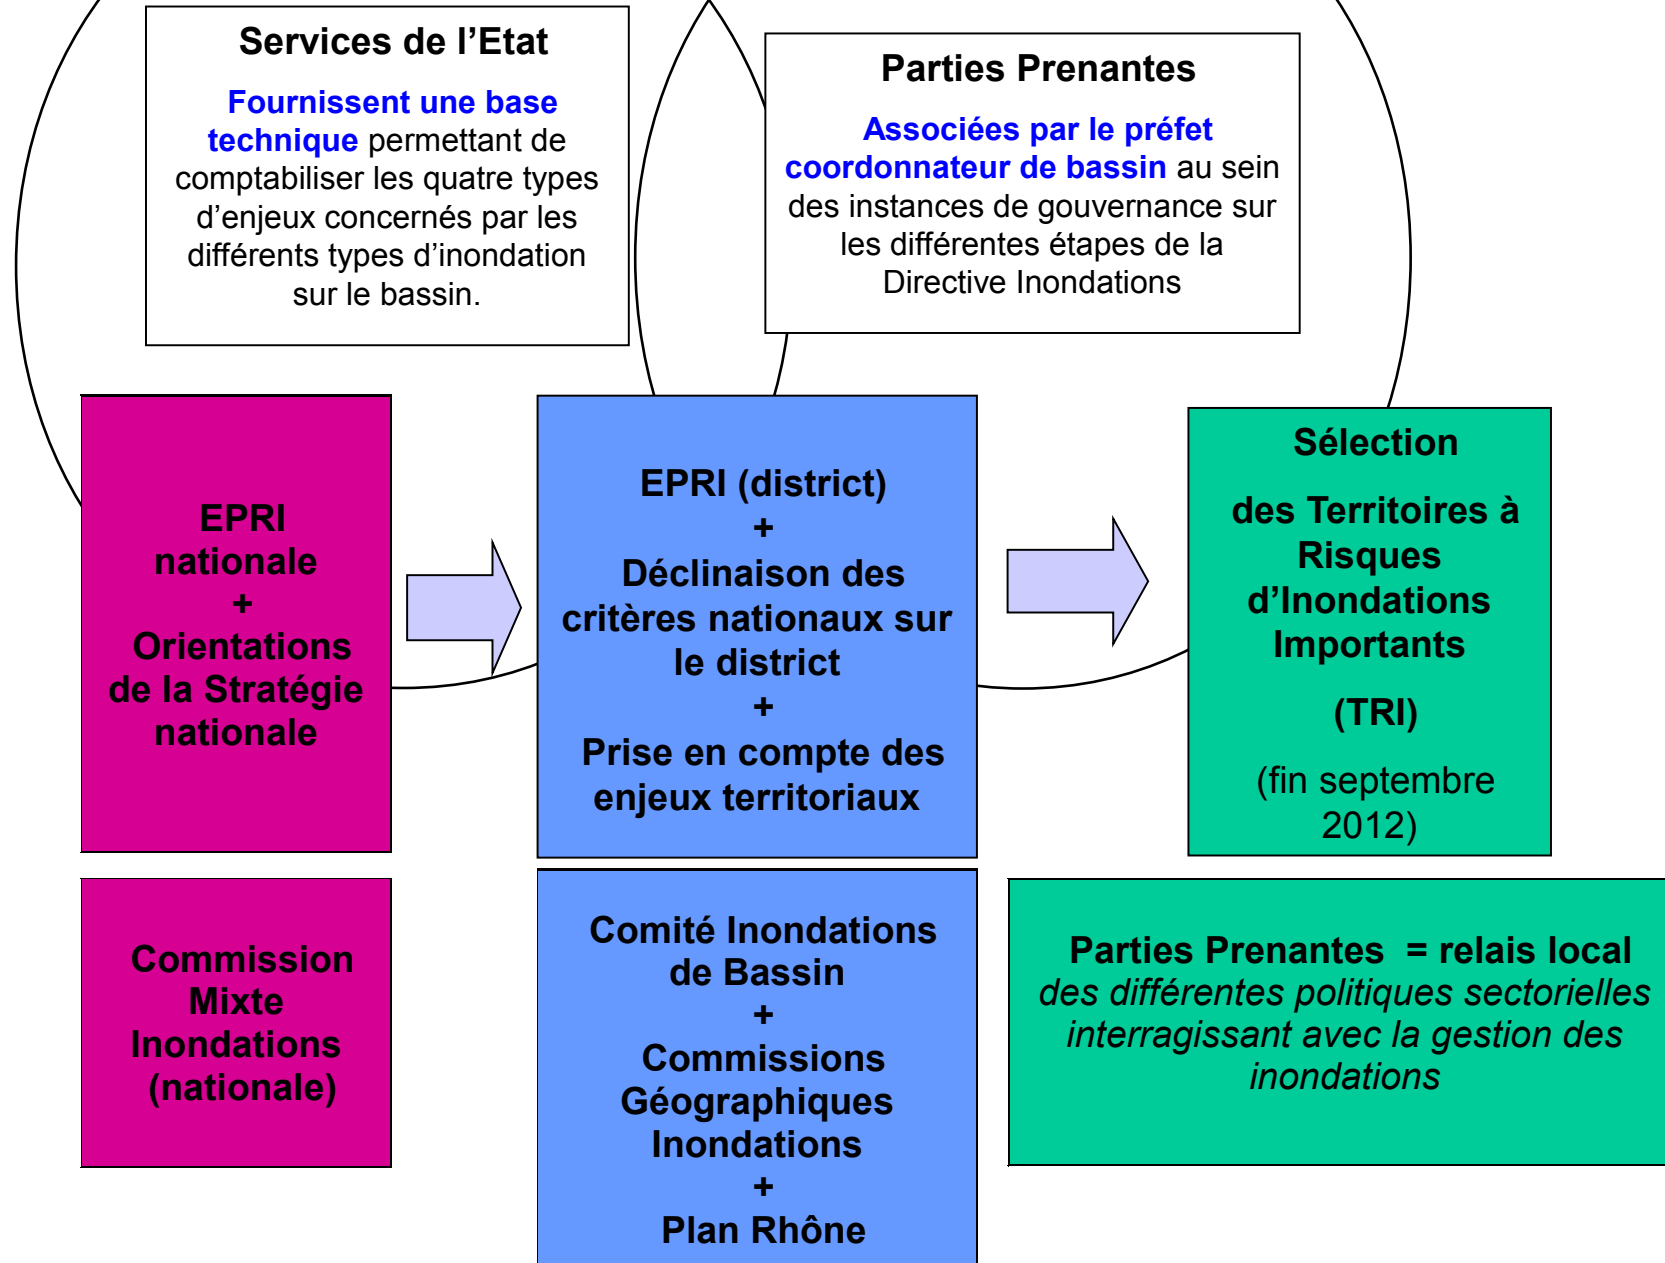 Services de l’Etat
Fournissent une base
technique permettant de
comptabiliser les quatre types
d’enjeux concernés par les
différents types d’inondation
sur le bassin.
Parties Prenantes
Associées par le préfet
coordonnateur de bassin au sein
des instances de gouvernance sur
les différentes étapes de la
Directive Inondations
EPRI
nationale
+
Orientations
de la Stratégie
nationale
EPRI (district)
+
Déclinaison des
critères nationaux sur
le district
+
Prise en compte des
enjeux territoriaux
Sélection
des Territoires à
Risques
d’Inondations
Importants
(TRI)
(fin septembre
2012)
Commission
Mixte
Inondations
(nationale)
Comité Inondations
de Bassin
+
Commissions
Géographiques
Inondations
+
Plan Rhône
Parties Prenantes = relais local
des différentes politiques sectorielles
interragissant avec la gestion des
inondations